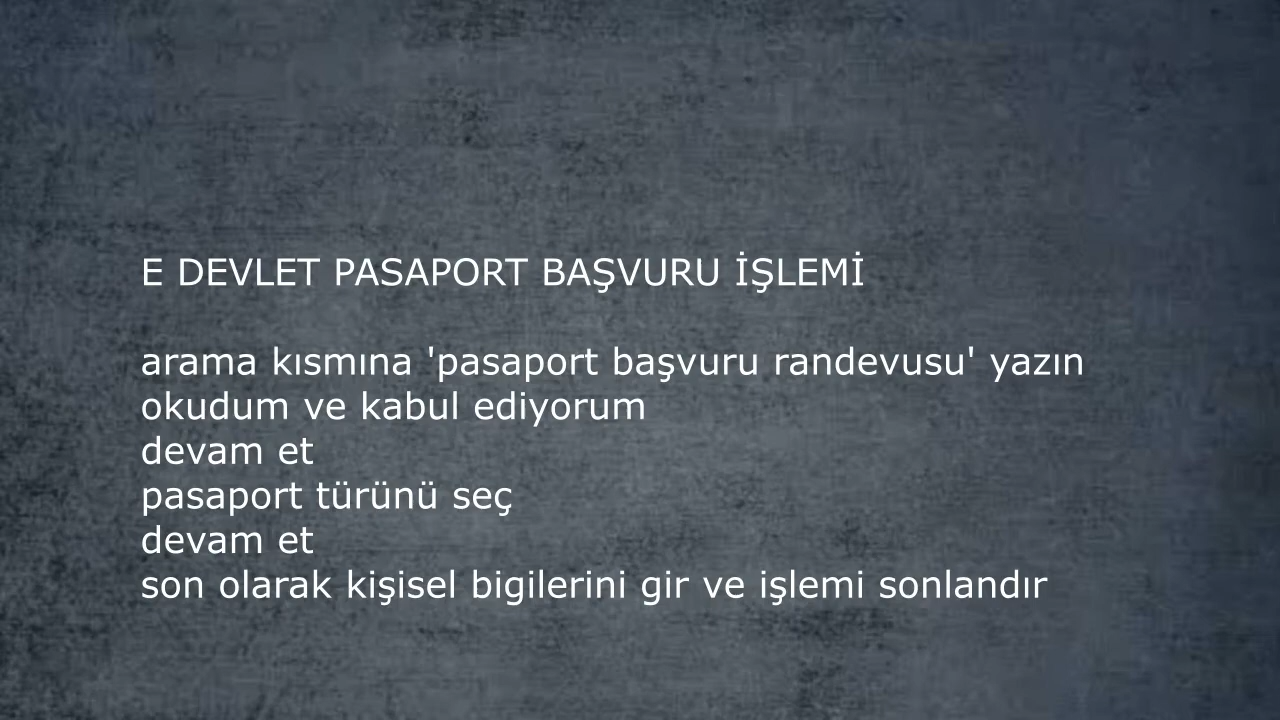 E DEVLET PASAPORT BAŞVURU İŞLEMİ
arama kısmına 'pasaport başvuru randevusu' yazın
okudum ve kabul ediyorum
devam et
pasaport türünü seç
devam et
son olarak kişisel bigilerini gir ve işlemi sonlandır